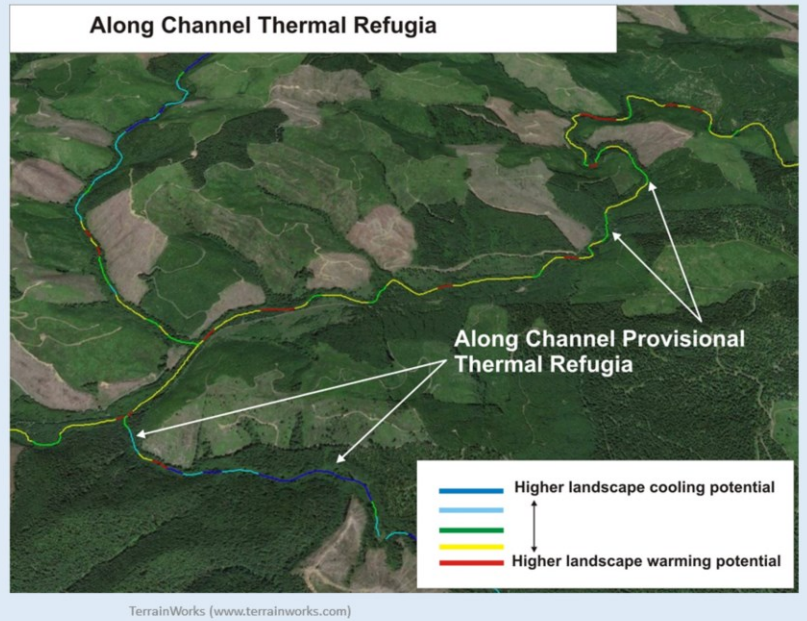 Along Channel Thermal Refugia
Along Channel Provisional
Thermal Refugia
Higher landscape cooling potential
Higher landscape warming potential
TerrainWorks (www.terrainworks.com)